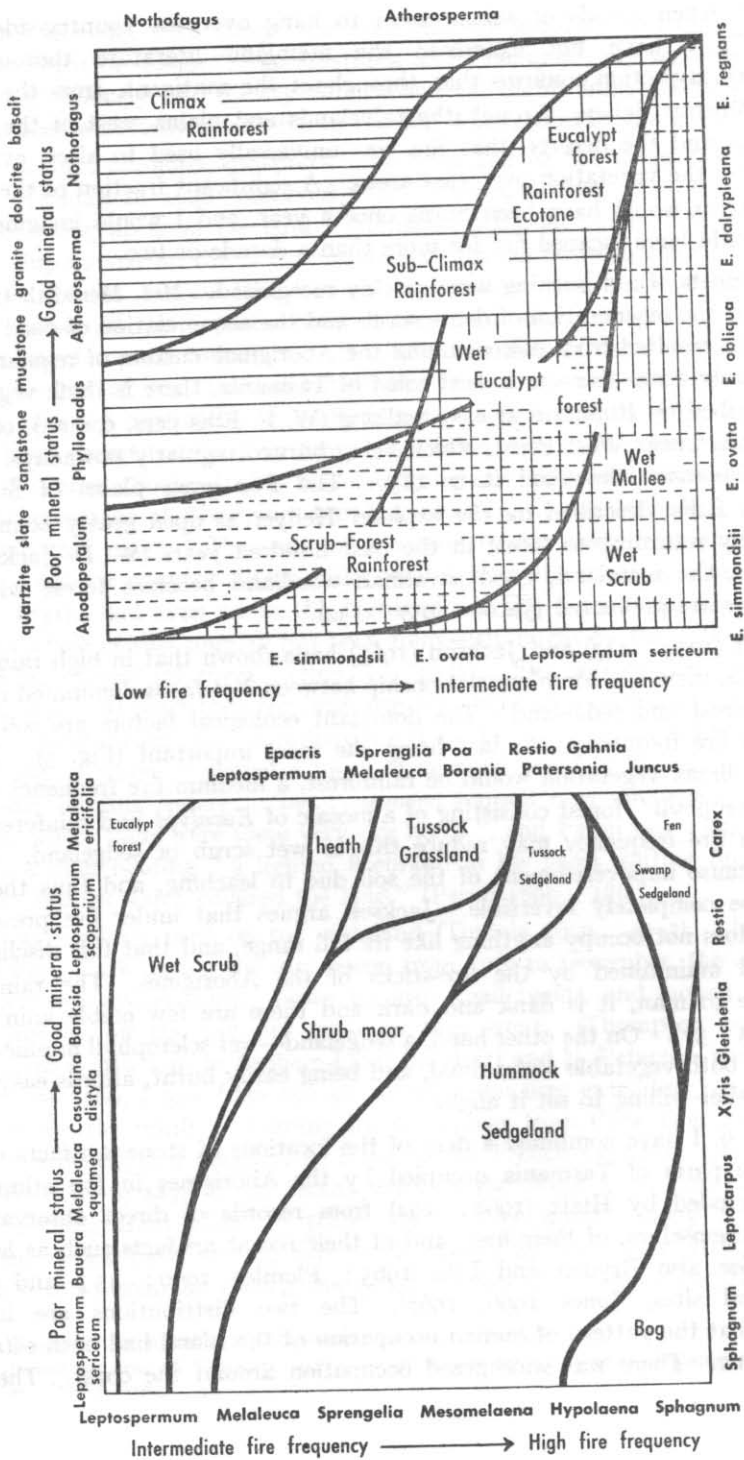 Nothofagus Atherosperma
quartzite slate sandstone mudstone granite dolerite basalt
Poor mineral status → Good mineral status
Anodopetalum Phyllocladus Atherosperma Nothofagus
E. simmondsii E. ovata E. obliqua E. dalrypleana E. regnans
Climax
Rainforest
Eucalypt
forest
Rainforest
Ecotone
Sub-Climax
Rainforest
Wet
Eucalypt
forest
Wet
Mallee
Scrub-Forest
Rainforest
Wet
Scrub
E. simmondsii E. ovata Leptospermum sericeum
Low fire frequency → Intermediate fire frequency
Epacris Sprenglia Poa Restio Gahnia
Leptospermum Melaleuca Boronia Patersonia Juncus
Poor mineral status → Good mineral status
Leptospermum Bauera Melaleuca Casuarina Banksia Leptospermum Melaleuca
sericeum squamea distyla scoparium ericifolia
Sphagnum Leptocarpus Xyris Gleichenia Restio Carex
Eucalypt
forest
heath
Tussock
Grassland
Tussock
Sedgeland
Fen
Swamp
Sedgeland
Wet Scrub
Shrub moor
Hummock
Sedgeland
Bog
Leptospermum Melaleuca Sprengelia Mesomelaena Hypolaena Sphagnum
Intermediate fire frequency → High fire frequency